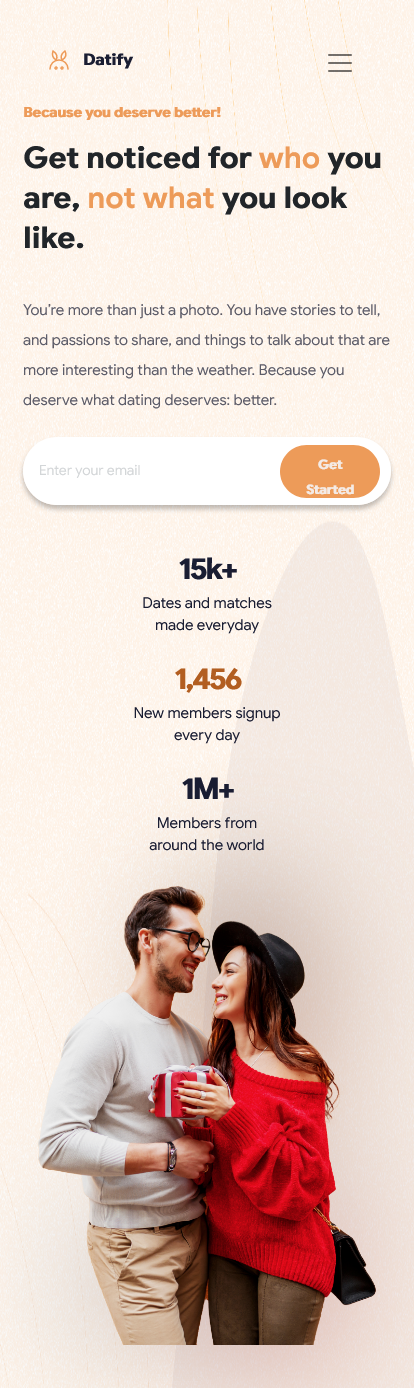 Datify
Because you deserve better!
Get noticed for who you
are, not what you look
like.
You’re more than just a photo. You have stories to tell,
and passions to share, and things to talk about that are
more interesting than the weather. Because you
deserve what dating deserves: better.
Enter your email
Get
Started
15k+
Dates and matches
made everyday
1,456
New members signup
every day
1M+
Members from
around the world